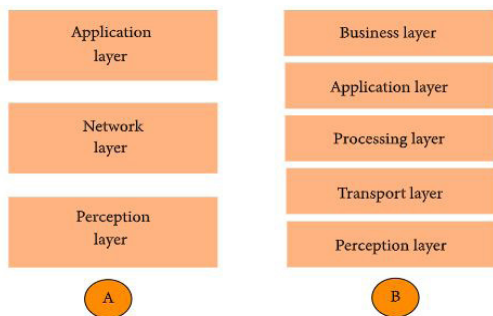 Application
layer
Network
layer
Perception
layer
A
Business layer
Application layer
Processing layer
Transport layer
Perception layer
B